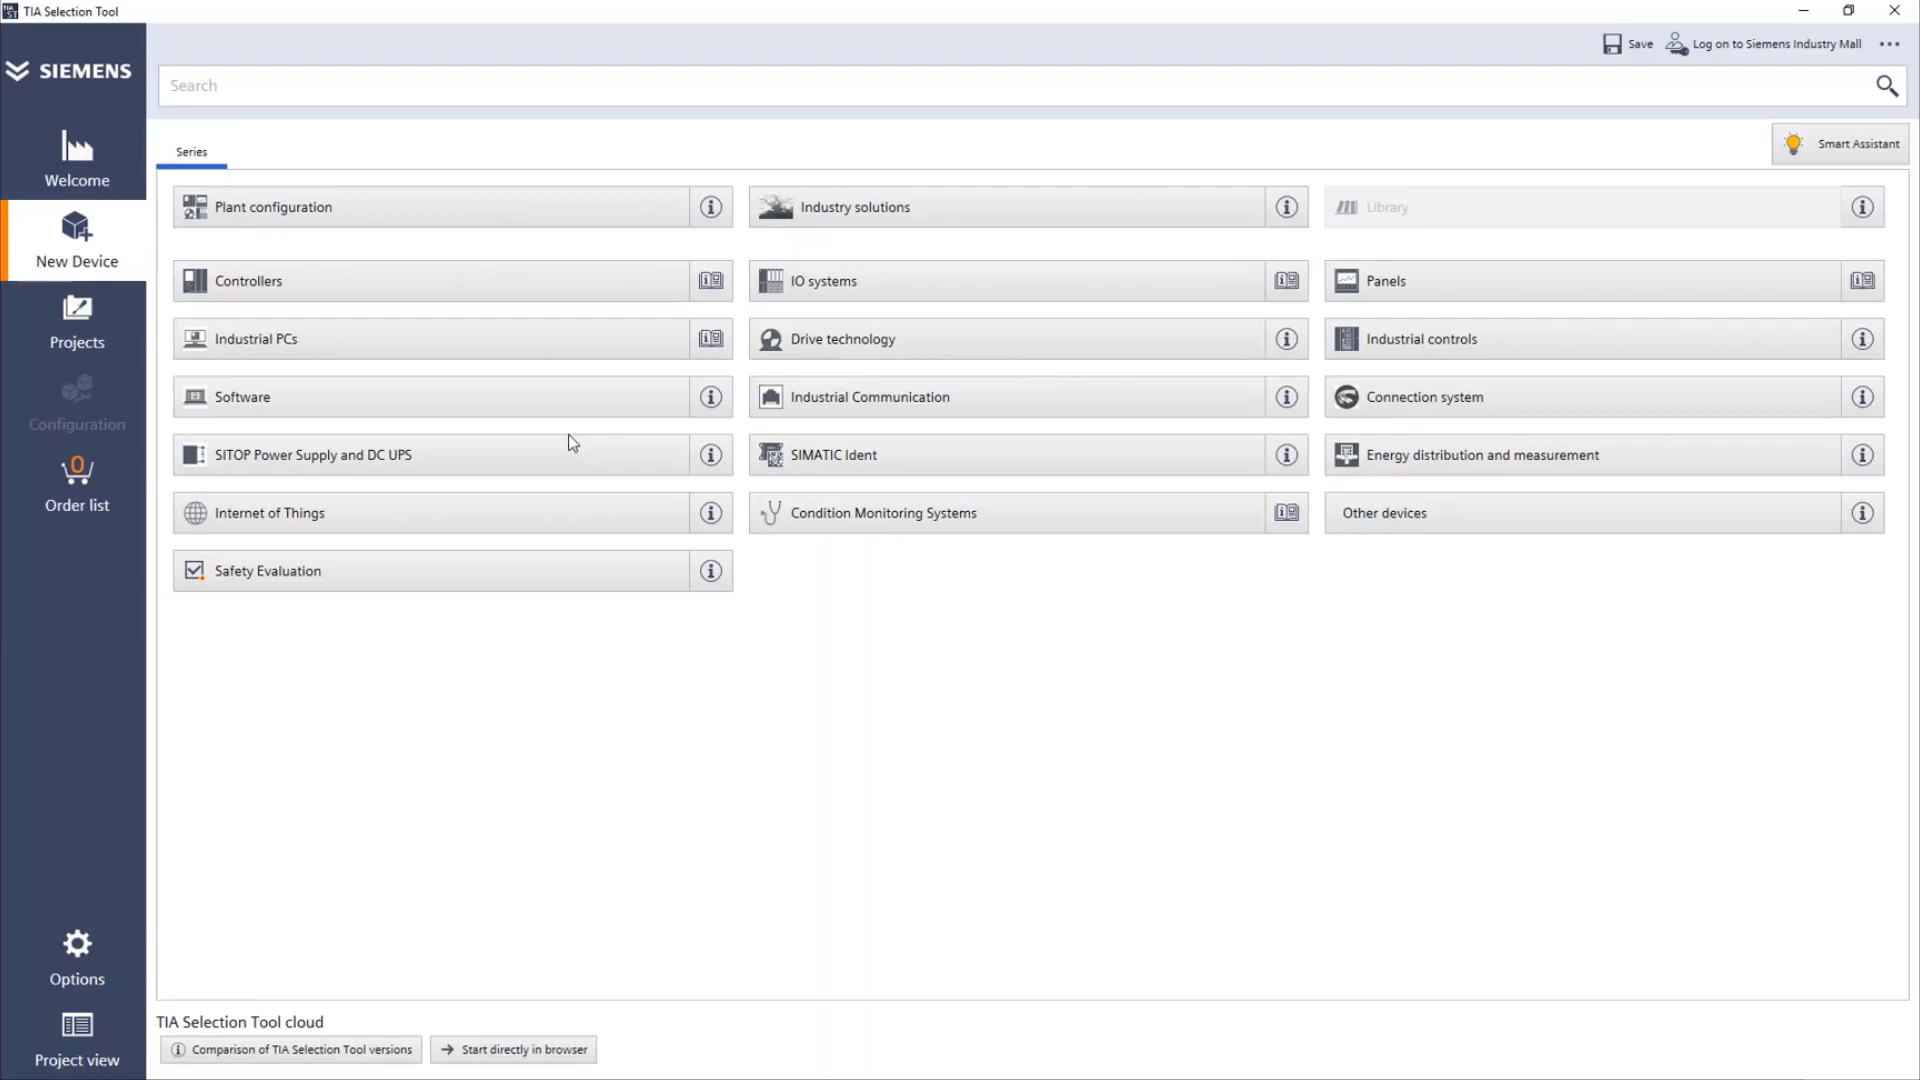 TIA Selection Tool
SIEMENS
Save
Log on to Siemens Industry Mall
Search
Welcome
New Device
Projects
Configuration
0
Order list
Options
Project view
Series
Smart Assistant
Plant configuration
Industry solutions
Library
Controllers
IO systems
Panels
Industrial PCs
Drive technology
Industrial controls
Software
Industrial Communication
Connection system
SITOP Power Supply and DC UPS
SIMATIC Ident
Energy distribution and measurement
Internet of Things
Condition Monitoring Systems
Other devices
Safety Evaluation
TIA Selection Tool cloud
Comparison of TIA Selection Tool versions
Start directly in browser